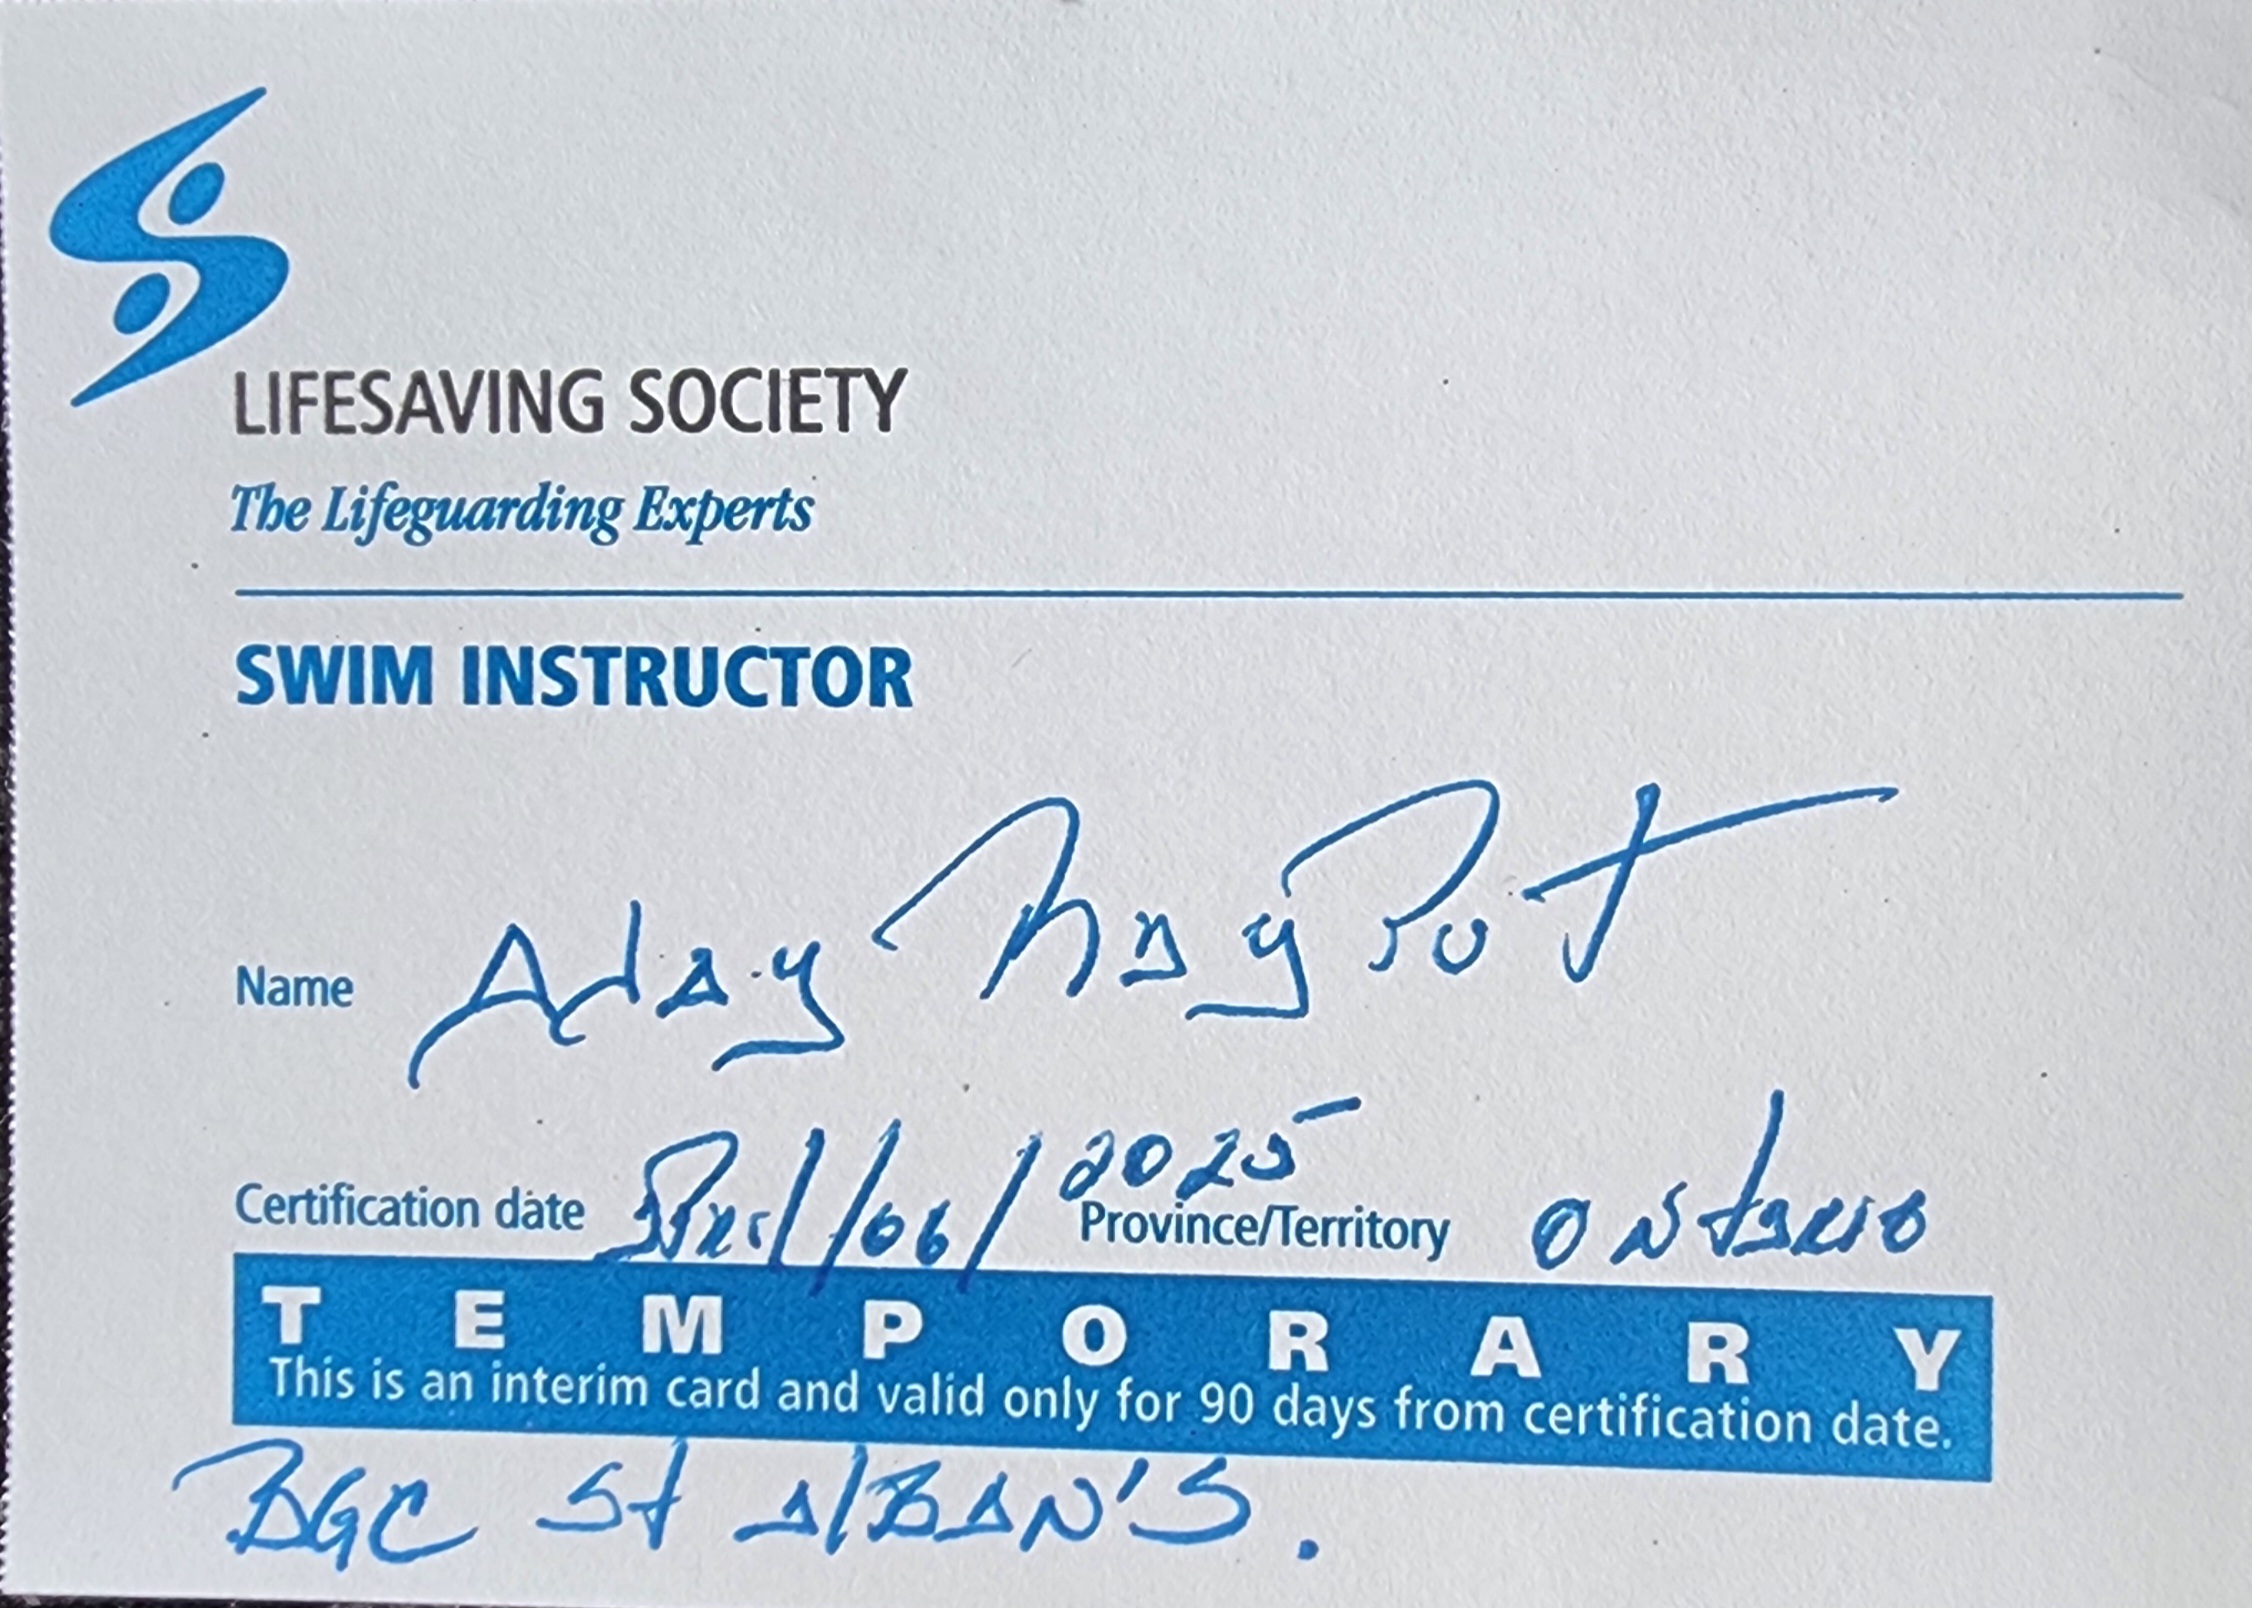 LIFESAVING SOCIETY
The Lifeguarding Experts
SWIM INSTRUCTOR
Name
Certification date April/06/2025 Province/Territory ONTARIO
TEMPORARY
This is an interim card and valid only for 90 days from certification date.
BGC St AlBAN'S.